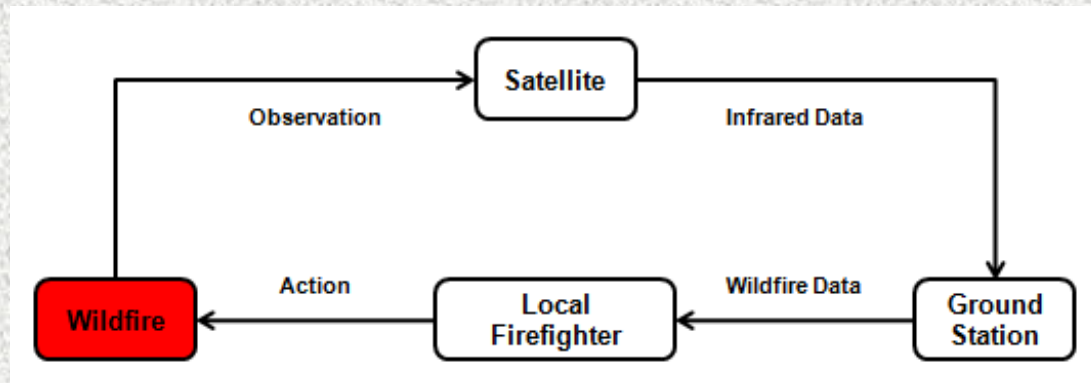 Satellite
Observation
Infrared Data
Action
Wildfire Data
Wildfire
Local
Firefighter
Ground
Station